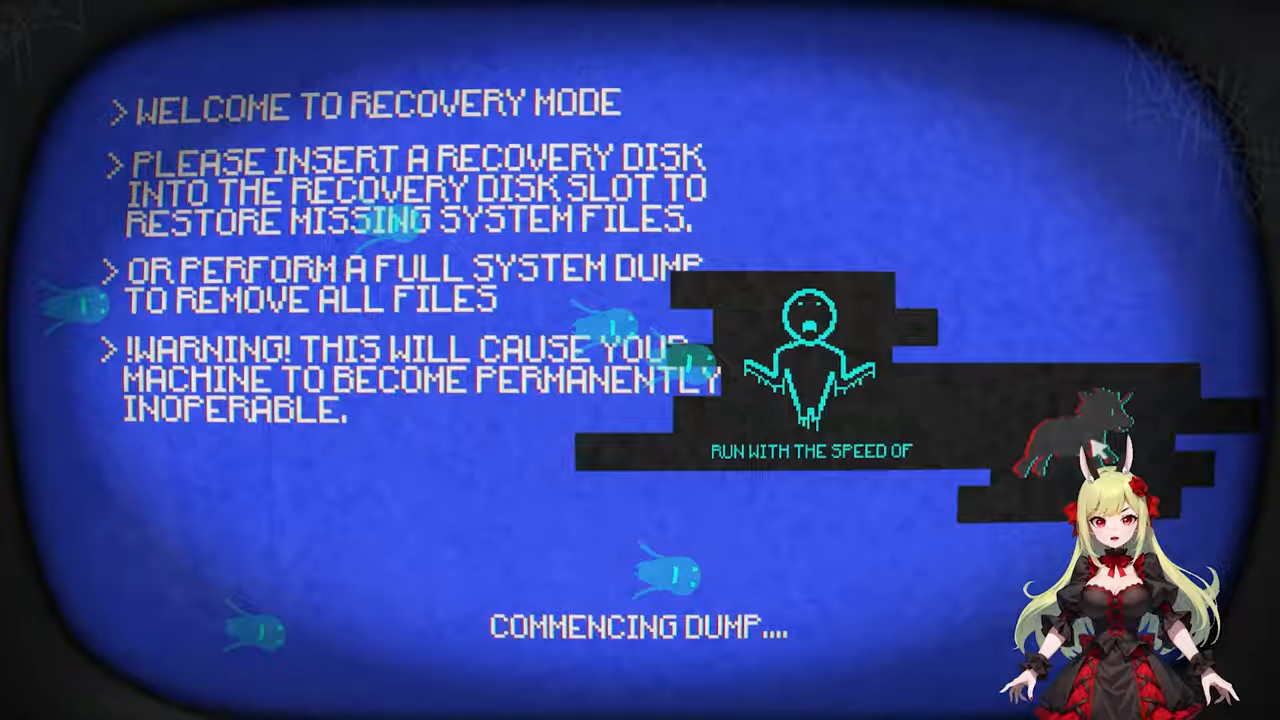 > WELCOME TO RECOVERY MODE
> PLEASE INSERT A RECOVERY DISK
INTO THE RECOVERY DISK SLOT TO
RESTORE MISSING SYSTEM FILES.
> OR PERFORM A FULL SYSTEM DUMP
TO REMOVE ALL FILES
> !WARNING! THIS WILL CAUSE YOUR
MACHINE TO BECOME PERMANENTLY
INOPERABLE.
RUN WITH THE SPEED OF
COMMENCING DUMP....